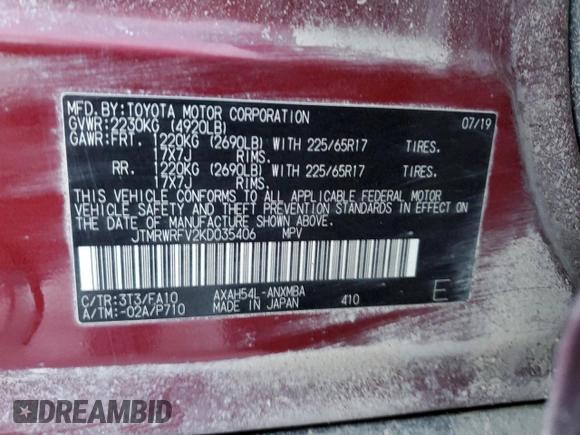 MFD. BY: TOYOTA MOTOR CORPORATION 07/19
GVWR: 2230KG (4920LB)
GAWR: FRT. 1220KG (2690LB) WITH 225/65R17 TIRES.
17X7J RIMS.
RR. 1220KG (2690LB) WITH 225/65R17 TIRES.
17X7J RIMS.
THIS VEHICLE CONFORMS TO ALL APPLICABLE FEDERAL MOTOR
VEHICLE SAFETY AND THEFT PREVENTION STANDARDS IN EFFECT ON
THE DATE OF MANUFACTURE SHOWN ABOVE.
JTMRWRFV2KD035406 MPV
C/TR: 3T3/FA10 AXAH54L-ANXMBA
A/TM: -02A/P710 MADE IN JAPAN 410 E
DREAMBID